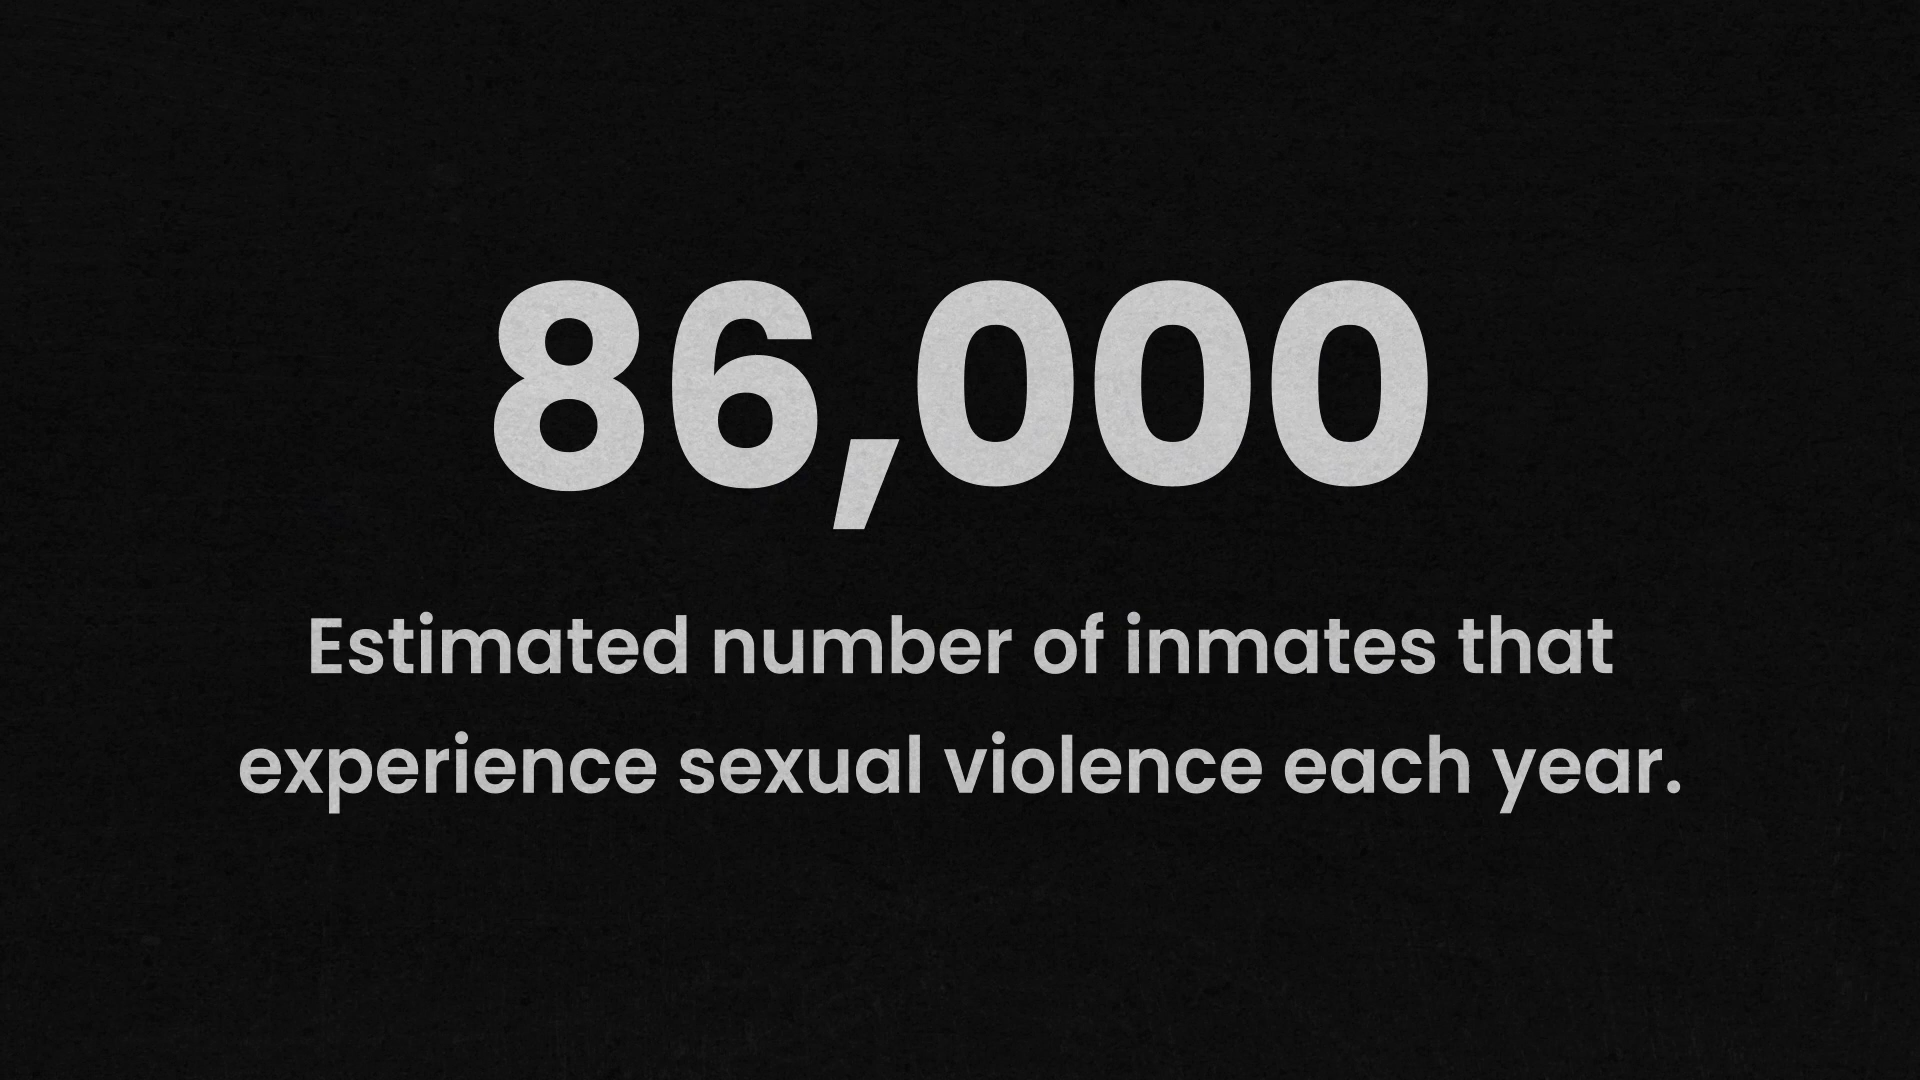 86,000
Estimated number of inmates that
experience sexual violence each year.